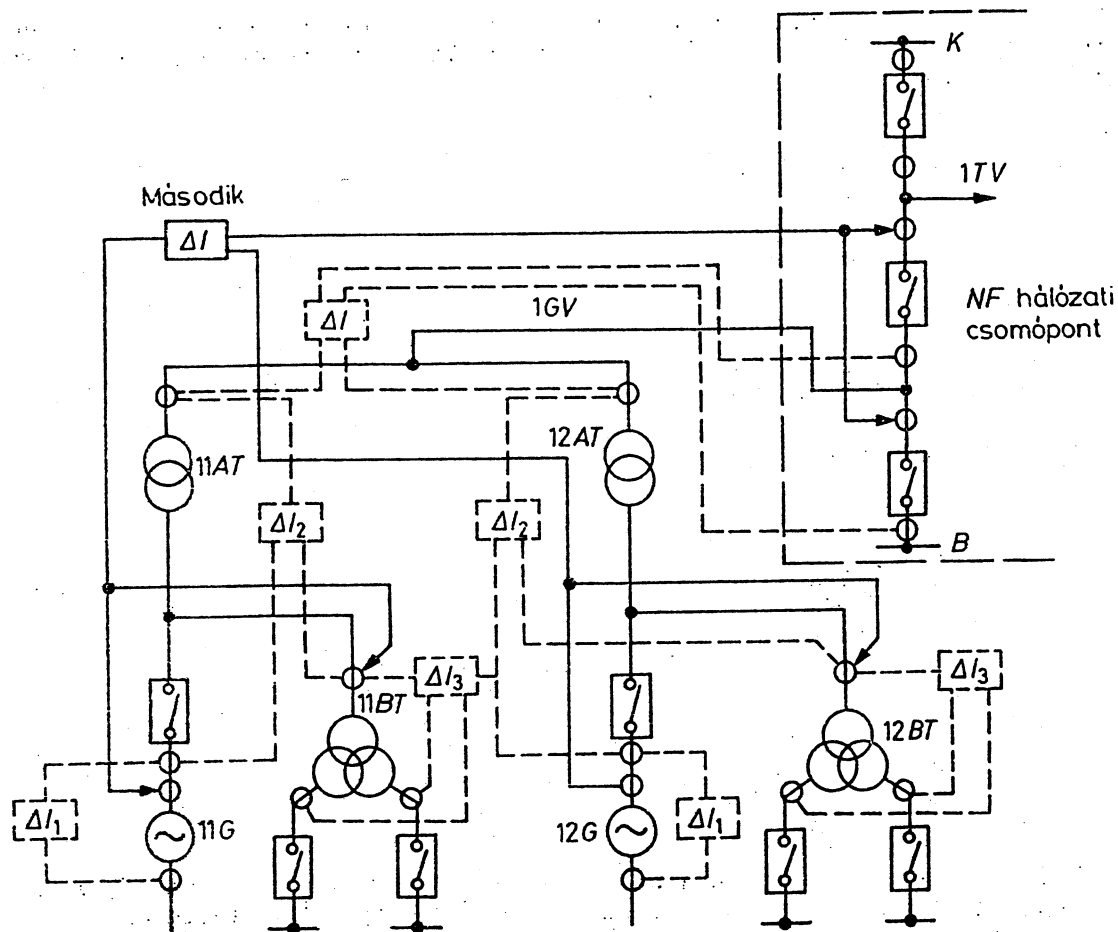 K
1TV
Második
ΔI
NF hálózati
csomópont
ΔI
1GV
11AT
12AT
ΔI₂
ΔI₂
B
ΔI₃
11BT
ΔI₃
12BT
ΔI₁
11G
12G
ΔI₁